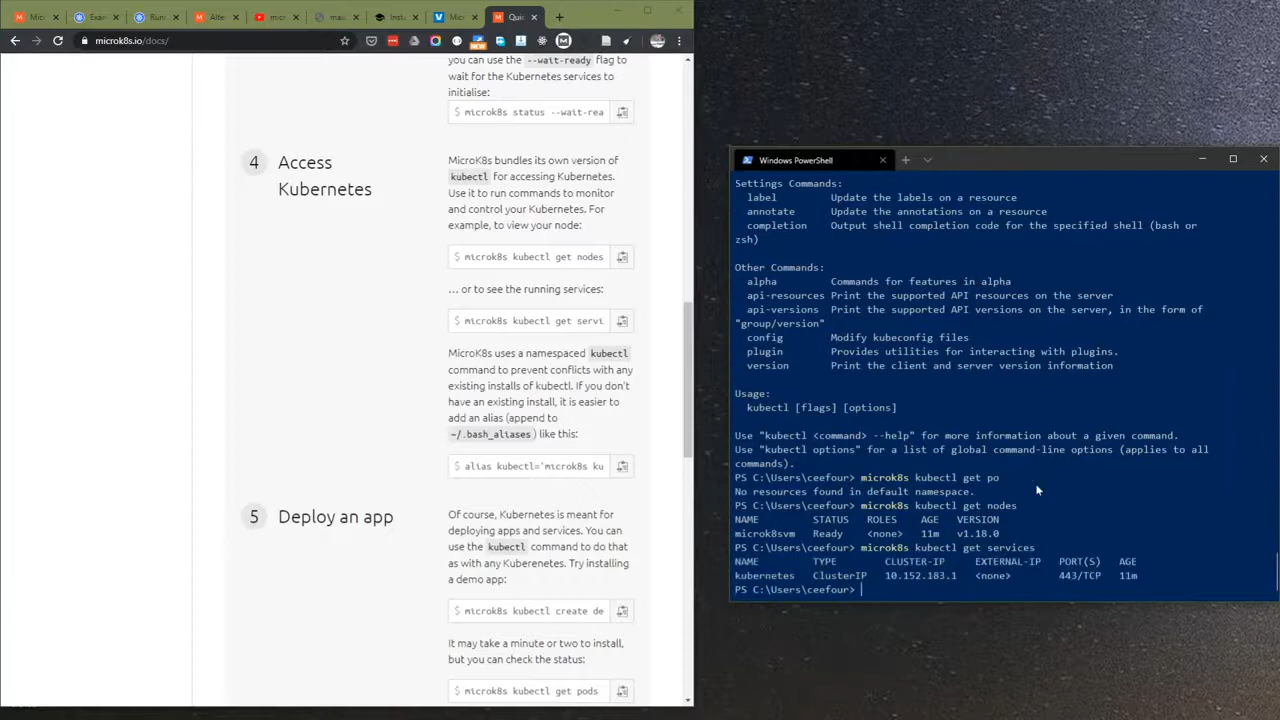 Mic
Exam
Runn
Alte
micr
mak
Insta
Micr
Quic
microk8s.io/docs/
NEW
you can use the --wait-ready flag to
wait for the Kubernetes services to
initialise:
$ microk8s status --wait-rea
4 Access
Kubernetes
MicroK8s bundles its own version of
kubectl for accessing Kubernetes.
Use it to run commands to monitor
and control your Kubernetes. For
example, to view your node:
$ microk8s kubectl get nodes
… or to see the running services:
$ microk8s kubectl get servi
MicroK8s uses a namespaced kubectl
command to prevent conflicts with any
existing installs of kubectl. If you don't
have an existing install, it is easier to
add an alias (append to
~/.bash_aliases) like this:
$ alias kubectl='microk8s ku
5 Deploy an app
Of course, Kubernetes is meant for
deploying apps and services. You can
use the kubectl command to do that
as with any Kuberenetes. Try installing
a demo app:
$ microk8s kubectl create de
It may take a minute or two to install,
but you can check the status:
$ microk8s kubectl get pods
Windows PowerShell
Settings Commands:
label Update the labels on a resource
annotate Update the annotations on a resource
completion Output shell completion code for the specified shell (bash or
zsh)
Other Commands:
alpha Commands for features in alpha
api-resources Print the supported API resources on the server
api-versions Print the supported API versions on the server, in the form of
"group/version"
config Modify kubeconfig files
plugin Provides utilities for interacting with plugins.
version Print the client and server version information
Usage:
kubectl [flags] [options]
Use "kubectl <command> --help" for more information about a given command.
Use "kubectl options" for a list of global command-line options (applies to all
commands).
PS C:\Users\ceefour> microk8s kubectl get po
No resources found in default namespace.
PS C:\Users\ceefour> microk8s kubectl get nodes
NAME STATUS ROLES AGE VERSION
microk8svm Ready <none> 11m v1.18.0
PS C:\Users\ceefour> microk8s kubectl get services
NAME TYPE CLUSTER-IP EXTERNAL-IP PORT(S) AGE
kubernetes ClusterIP 10.152.183.1 <none> 443/TCP 11m
PS C:\Users\ceefour>